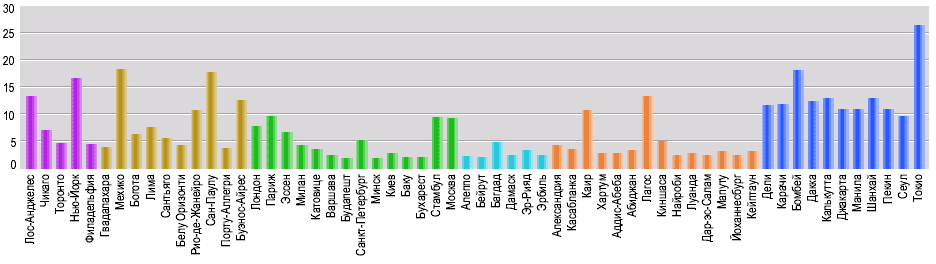 30
25
20
15
10
5
0
Лос-Анджелес
Чикаго
Торонто
Нью-Йорк
Филадельфия
Гвадалахара
Мехико
Богота
Лима
Сантьяго
Белу Оризонти
Рио-де-Жанейро
Сан-Паулу
Порту-Аллегри
Буэнос-Айрес
Лондон
Париж
Эссен
Милан
Катовице
Варшава
Будапешт
Санкт-Петербург
Минск
Киев
Баку
Бухарест
Стамбул
Москва
Алеппо
Бейрут
Багдад
Дамаск
Эр-Рияд
Эрбиль
Александрия
Касабланка
Каир
Хартум
Аддис-Абеба
Абиджан
Лагос
Киншаса
Найроби
Луанда
Дар-эс-Салам
Мапуту
Йоханнесбург
Кейптаун
Дели
Карачи
Бомбей
Дакка
Калькутта
Джакарта
Манила
Шанхай
Пекин
Сеул
Токио